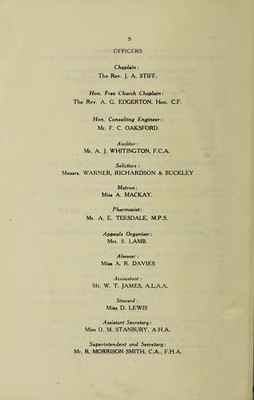 9
OFFICERS
Chaplain:
The Rev. J. A. STIFF.
Hon. Free Church Chaplain:
The Rev. A. G. EDGERTON, Hon. C.F.
Hon. Consulting Engineer:
Mr. F. C. OAKSFORD.
Auditor:
Mr. A. J. WHITINGTON, F.C.A.
Solicitors:
Messrs. WARNER, RICHARDSON & BUCKLEY
Matron:
Miss A. MACKAY.
Pharmacist:
Mr. A. E. TEESDALE, M.P.S.
Appeals Organiser:
Mrs. S. LAMB.
Almoner:
Miss A. R. DAVIES
Accountant:
Mr. W. T. JAMES, A.L.A.A.
Steward:
Miss D. LEWIS
Assistant Secretary:
Miss D. M. STANBURY, A.H.A.
Superintendent and Secretary:
Mr. R. MORRISON SMITH, C.A., F.H.A.